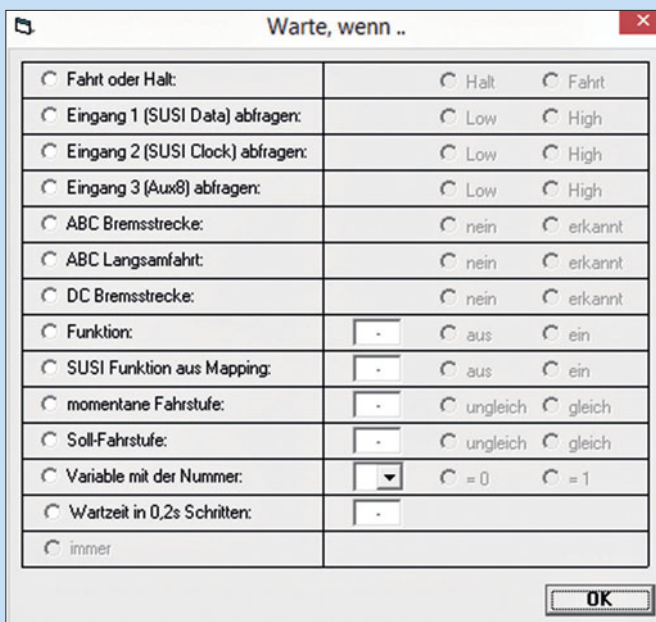 Warte, wenn ..
Fahrt oder Halt: Halt Fahrt
Eingang 1 (SUSI Data) abfragen: Low High
Eingang 2 (SUSI Clock) abfragen: Low High
Eingang 3 (Aux8) abfragen: Low High
ABC Bremsstrecke: nein erkannt
ABC Langsamfahrt: nein erkannt
DC Bremsstrecke: nein erkannt
Funktion: - aus ein
SUSI Funktion aus Mapping: - aus ein
momentane Fahrstufe: - ungleich gleich
Soll-Fahrstufe: - ungleich gleich
Variable mit der Nummer: = 0 = 1
Wartzeit in 0,2s Schritten: -
immer
OK